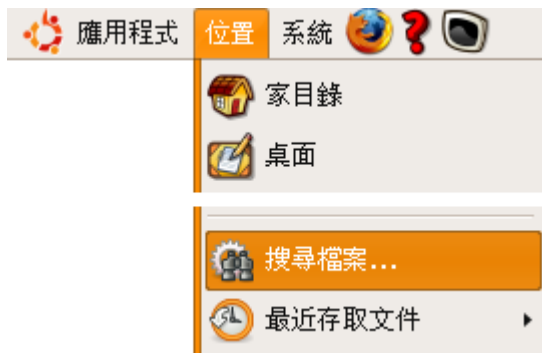 應用程式 位置 系統
家目錄
桌面
搜尋檔案...
最近存取文件